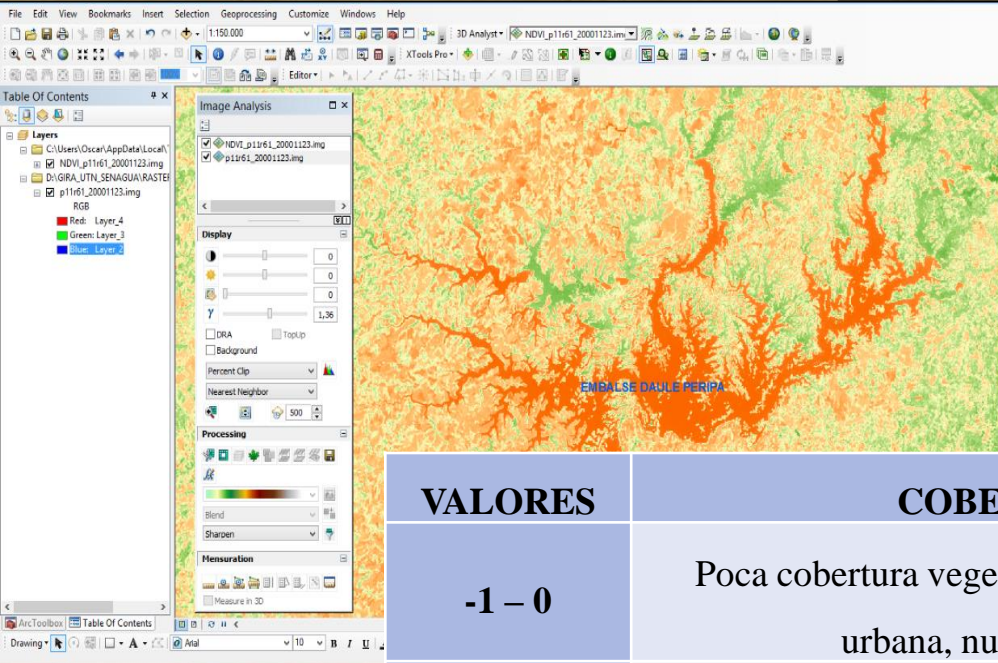 File Edit View Bookmarks Insert Selection Geoprocessing Customize Windows Help
1:150.000 3D Analyst NDVI_p11r61_20001123.im
XTools Pro
Editor
Table Of Contents
Layers
C:\Users\Oscar\AppData\Local\
NDVI_p11r61_20001123.img
D:\GIRA_UTN_SENAGUA\RASTE
p11r61_20001123.img
RGB
Red: Layer_4
Green: Layer_3
Blue: Layer_2
ArcToolbox Table Of Contents
Drawing A Arial 10 B I U
Image Analysis
NDVI_p11r61_20001123.img
p11r61_20001123.img
Display
0
0
0
γ 1,36
DRA TopUp
Background
Percent Clip
Nearest Neighbor
500
Processing
fx
Blend
Sharpen
Mensuration
Measure in 3D
EMBALSE DAULE PERIPA
VALORES COBE
-1 – 0 Poca cobertura vege
urbana, nu